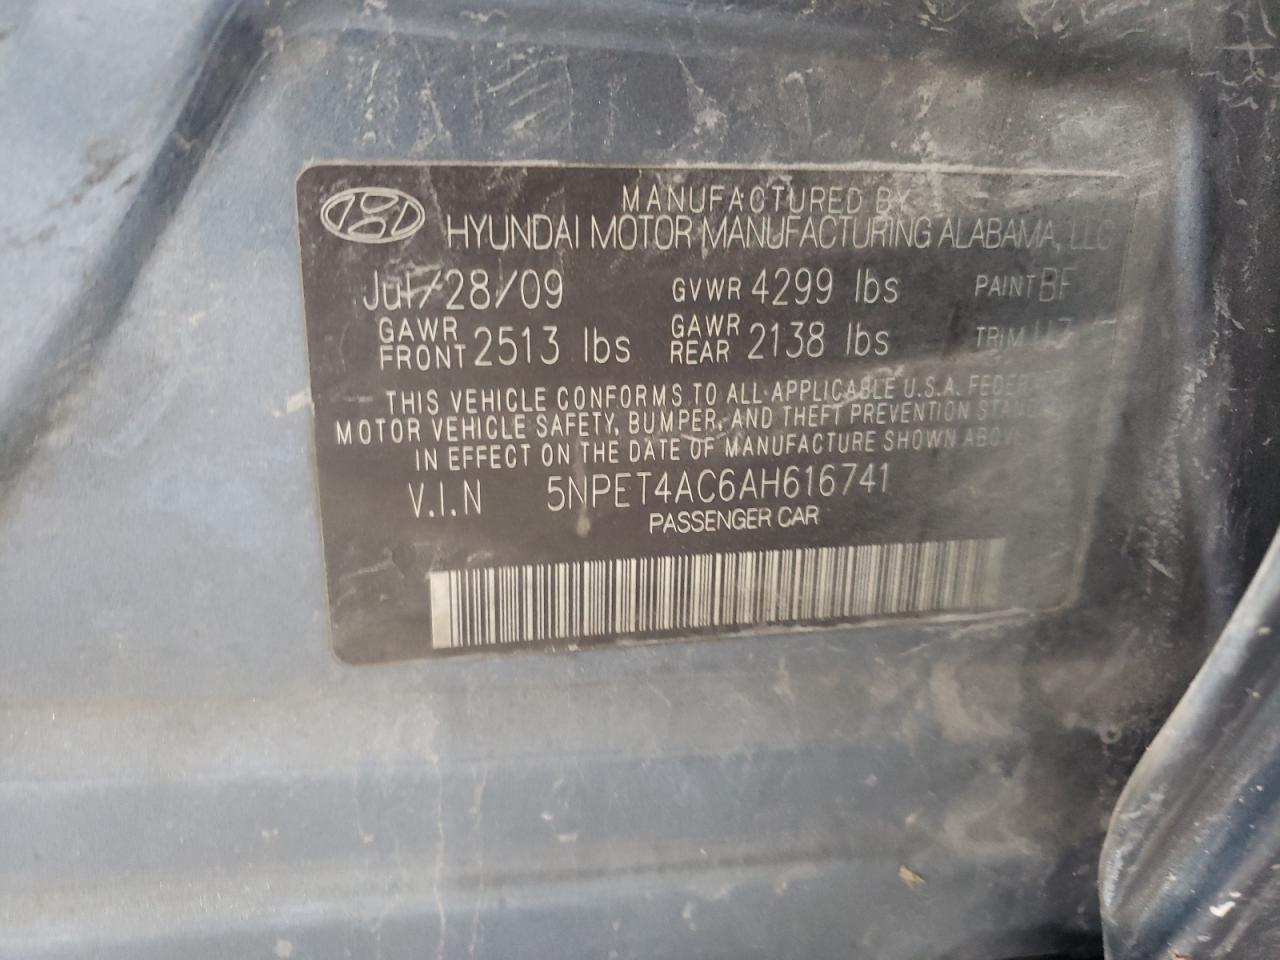 MANUFACTURED BY
HYUNDAI MOTOR MANUFACTURING ALABAMA, LLC
Jul/28/09 GVWR 4299 lbs PAINT BF
GAWR FRONT 2513 lbs GAWR REAR 2138 lbs TRIM
THIS VEHICLE CONFORMS TO ALL APPLICABLE U.S.A.
MOTOR VEHICLE SAFETY, BUMPER, AND THEFT PREVENTION
IN EFFECT ON THE DATE OF MANUFACTURE SHOWN ABOVE
V.I.N 5NPET4AC6AH616741
PASSENGER CAR